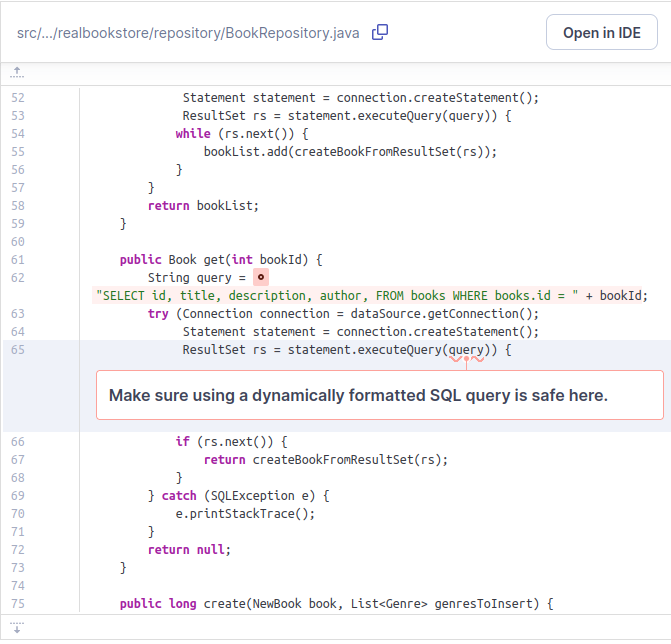 src/.../realbookstore/repository/BookRepository.java
Open in IDE
52 Statement statement = connection.createStatement();
53 ResultSet rs = statement.executeQuery(query)) {
54 while (rs.next()) {
55 bookList.add(createBookFromResultSet(rs));
56 }
57 }
58 return bookList;
59 }
60
61 public Book get(int bookId) {
62 String query =
"SELECT id, title, description, author, FROM books WHERE books.id = " + bookId;
63 try (Connection connection = dataSource.getConnection();
64 Statement statement = connection.createStatement();
65 ResultSet rs = statement.executeQuery(query)) {
Make sure using a dynamically formatted SQL query is safe here.
66 if (rs.next()) {
67 return createBookFromResultSet(rs);
68 }
69 } catch (SQLException e) {
70 e.printStackTrace();
71 }
72 return null;
73 }
74
75 public long create(NewBook book, List<Genre> genresToInsert) {